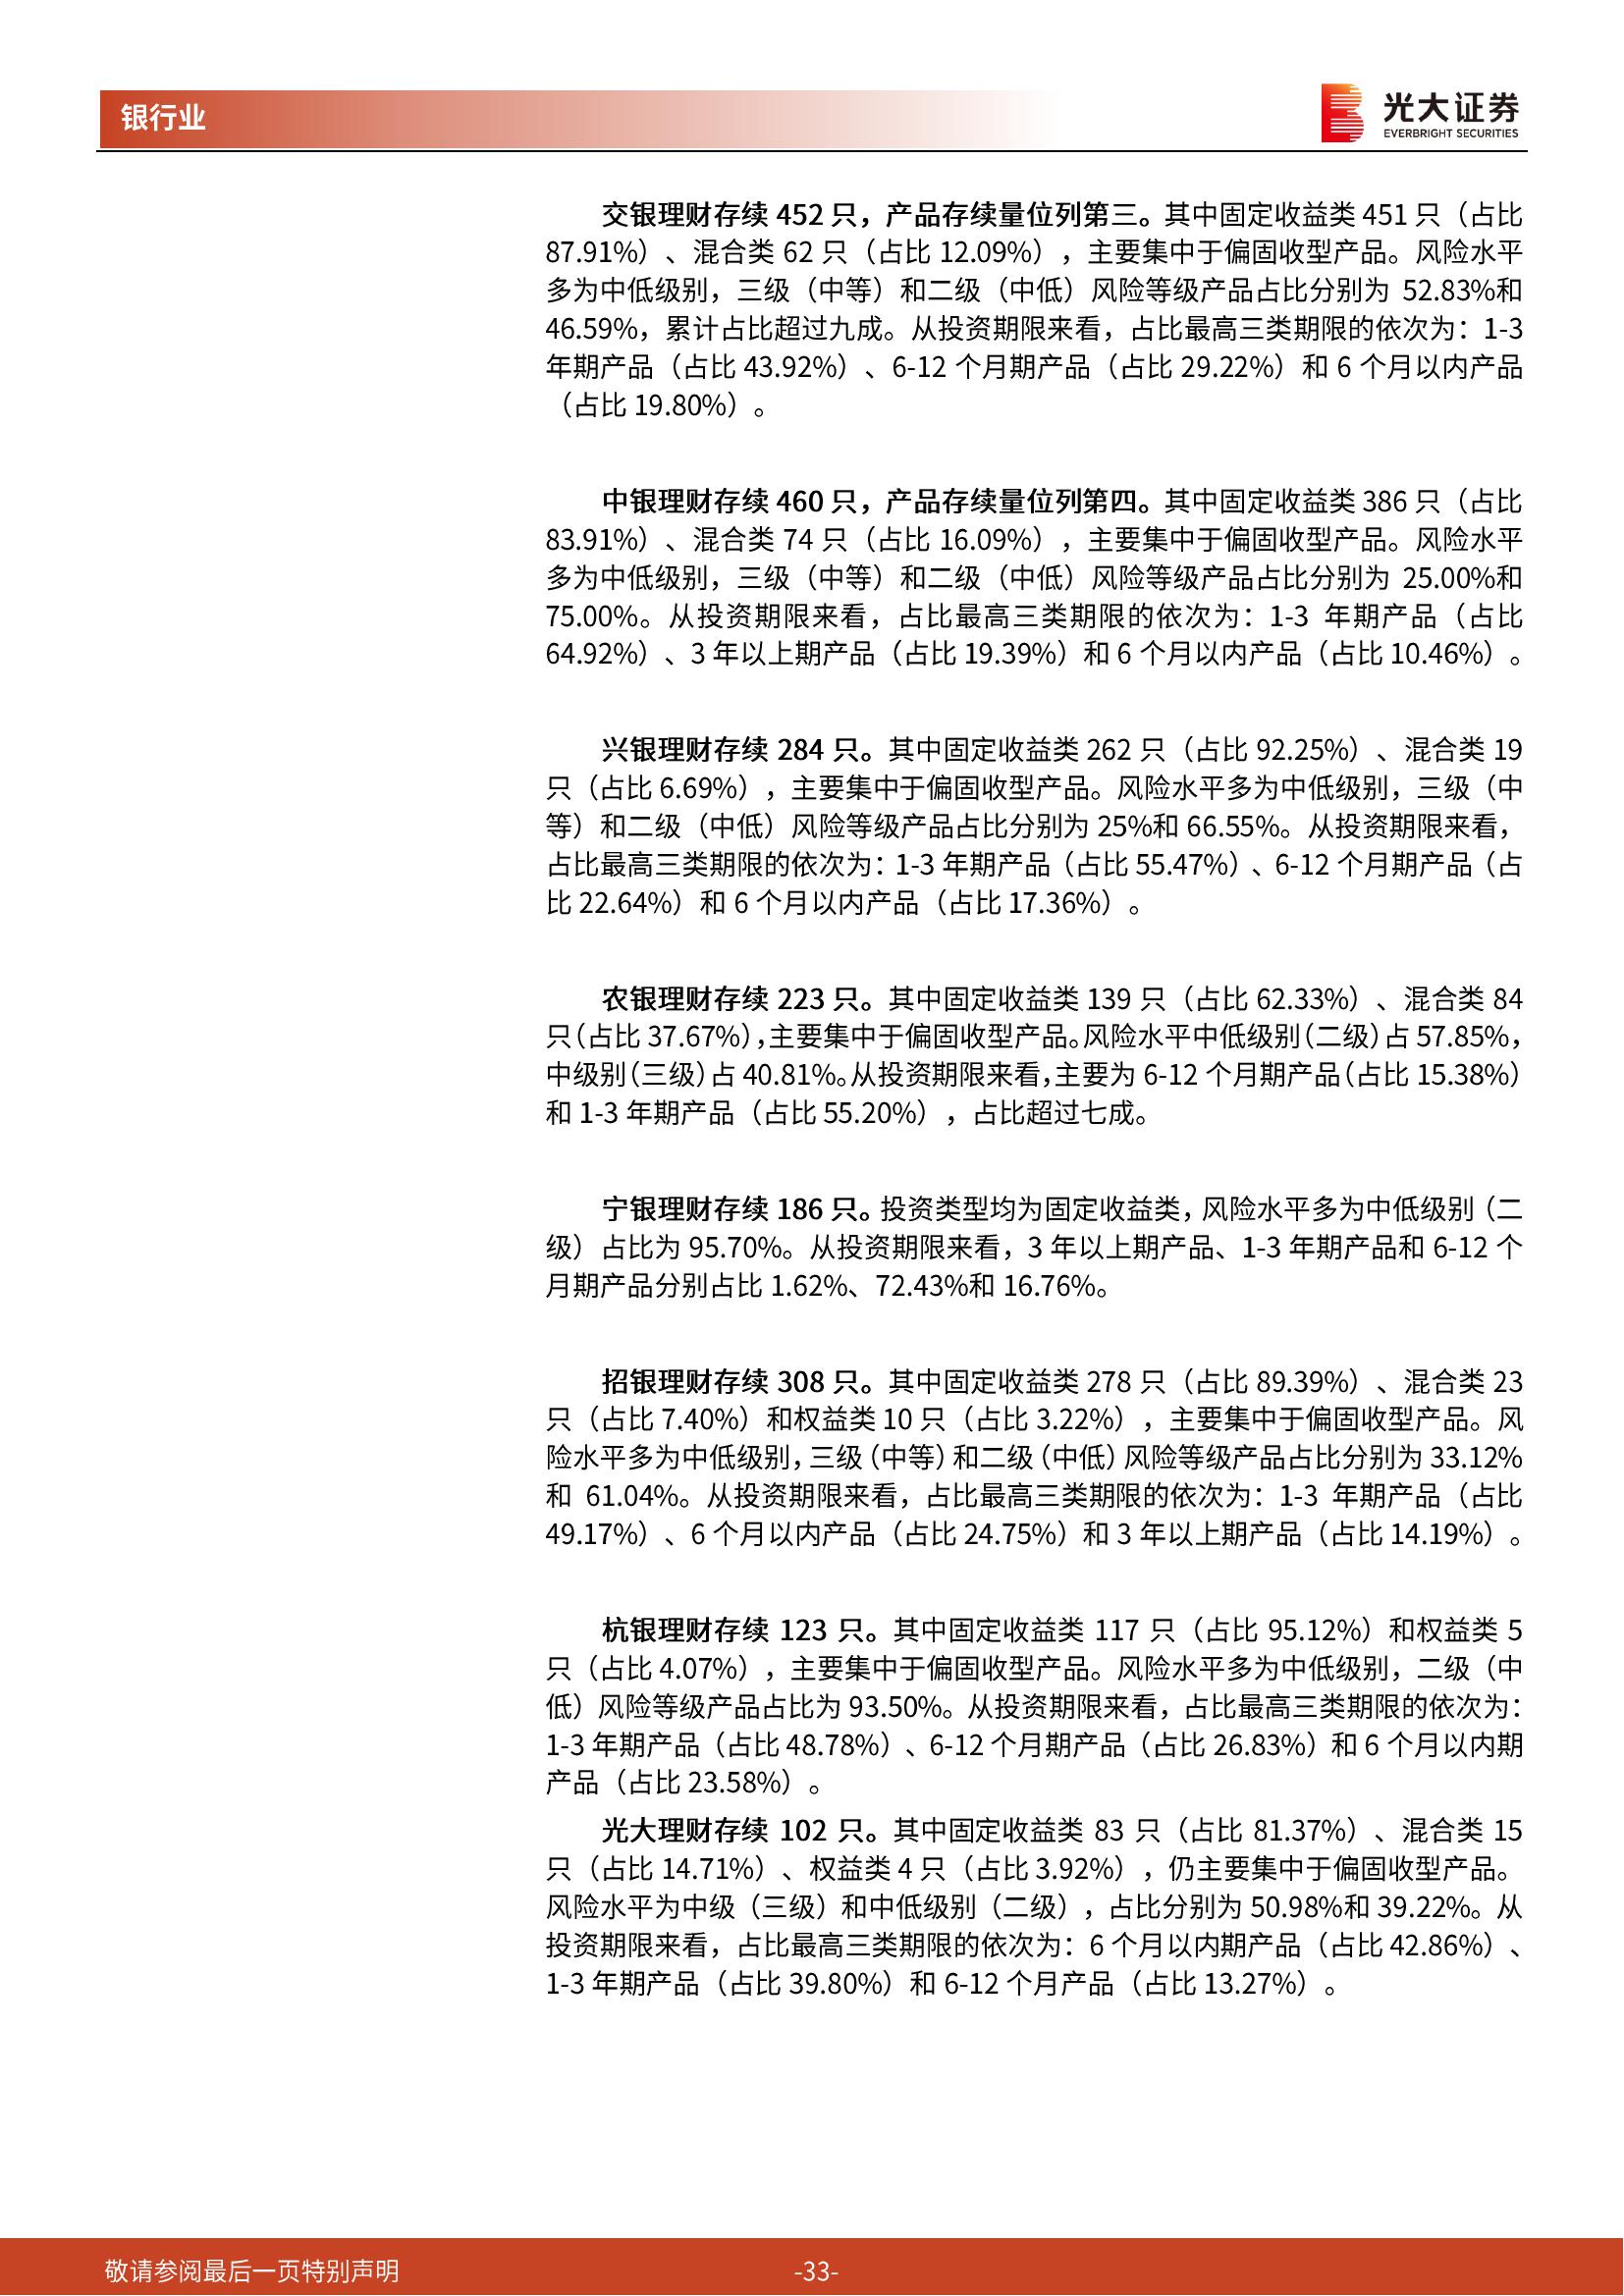 银行业
光大证券
EVERBRIGHT SECURITIES
交银理财存续 452 只，产品存续量位列第三。其中固定收益类 451 只（占比
87.91%）、混合类 62 只（占比 12.09%），主要集中于偏固收型产品。风险水平
多为中低级别，三级（中等）和二级（中低）风险等级产品占比分别为 52.83%和
46.59%，累计占比超过九成。从投资期限来看，占比最高三类期限的依次为：1-3
年期产品（占比 43.92%）、6-12 个月期产品（占比 29.22%）和 6 个月以内产品
（占比 19.80%）。
中银理财存续 460 只，产品存续量位列第四。其中固定收益类 386 只（占比
83.91%）、混合类 74 只（占比 16.09%），主要集中于偏固收型产品。风险水平
多为中低级别，三级（中等）和二级（中低）风险等级产品占比分别为 25.00%和
75.00%。从投资期限来看，占比最高三类期限的依次为：1-3 年期产品（占比
64.92%）、3 年以上期产品（占比 19.39%）和 6 个月以内产品（占比 10.46%）。
兴银理财存续 284 只。其中固定收益类 262 只（占比 92.25%）、混合类 19
只（占比 6.69%），主要集中于偏固收型产品。风险水平多为中低级别，三级（中
等）和二级（中低）风险等级产品占比分别为 25%和 66.55%。从投资期限来看，
占比最高三类期限的依次为：1-3 年期产品（占比 55.47%）、6-12 个月期产品（占
比 22.64%）和 6 个月以内产品（占比 17.36%）。
农银理财存续 223 只。其中固定收益类 139 只（占比 62.33%）、混合类 84
只（占比 37.67%），主要集中于偏固收型产品。风险水平中低级别（二级）占 57.85%，
中级别（三级）占 40.81%。从投资期限来看，主要为 6-12 个月期产品（占比 15.38%）
和 1-3 年期产品（占比 55.20%），占比超过七成。
宁银理财存续 186 只。投资类型均为固定收益类，风险水平多为中低级别（二
级）占比为 95.70%。从投资期限来看，3 年以上期产品、1-3 年期产品和 6-12 个
月期产品分别占比 1.62%、72.43%和 16.76%。
招银理财存续 308 只。其中固定收益类 278 只（占比 89.39%）、混合类 23
只（占比 7.40%）和权益类 10 只（占比 3.22%），主要集中于偏固收型产品。风
险水平多为中低级别，三级（中等）和二级（中低）风险等级产品占比分别为 33.12%
和 61.04%。从投资期限来看，占比最高三类期限的依次为：1-3 年期产品（占比
49.17%）、6 个月以内产品（占比 24.75%）和 3 年以上期产品（占比 14.19%）。
杭银理财存续 123 只。其中固定收益类 117 只（占比 95.12%）和权益类 5
只（占比 4.07%），主要集中于偏固收型产品。风险水平多为中低级别，二级（中
低）风险等级产品占比为 93.50%。从投资期限来看，占比最高三类期限的依次为：
1-3 年期产品（占比 48.78%）、6-12 个月期产品（占比 26.83%）和 6 个月以内期
产品（占比 23.58%）。
光大理财存续 102 只。其中固定收益类 83 只（占比 81.37%）、混合类 15
只（占比 14.71%）、权益类 4 只（占比 3.92%），仍主要集中于偏固收型产品。
风险水平为中级（三级）和中低级别（二级），占比分别为 50.98%和 39.22%。从
投资期限来看，占比最高三类期限的依次为：6 个月以内期产品（占比 42.86%）、
1-3 年期产品（占比 39.80%）和 6-12 个月产品（占比 13.27%）。
敬请参阅最后一页特别声明
-33-